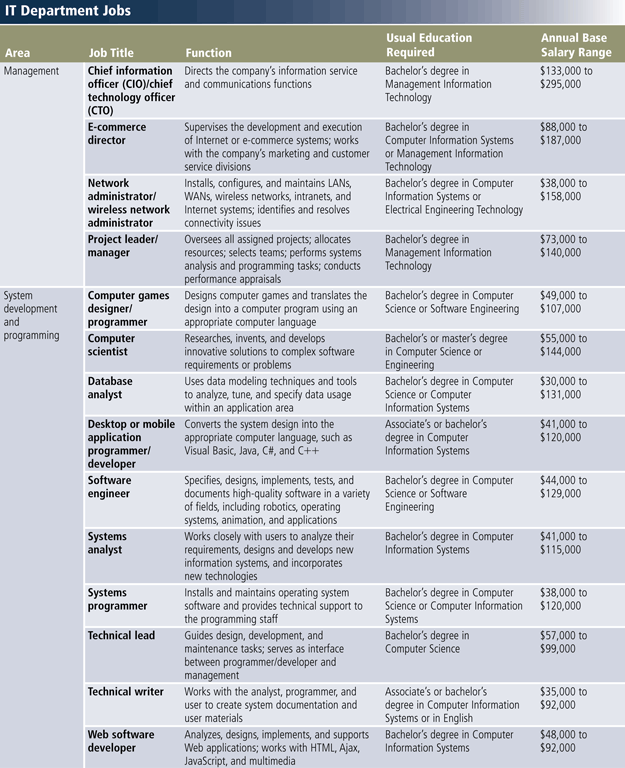 IT Department Jobs
Area
Job Title
Function
Usual Education
Required
Annual Base
Salary Range
Management
Chief information
officer (CIO)/chief
technology officer
(CTO)
Directs the company's information service
and communications functions
Bachelor's degree in
Management Information
Technology
$133,000 to
$295,000
E-commerce
director
Supervises the development and execution
of Internet or e-commerce systems; works
with the company's marketing and customer
service divisions
Bachelor's degree in
Computer Information Systems
or Management Information
Technology
$88,000 to
$187,000
Network
administrator/
wireless network
administrator
Installs, configures, and maintains LANs,
WANs, wireless networks, intranets, and
Internet systems; identifies and resolves
connectivity issues
Bachelor's degree in Computer
Information Systems or
Electrical Engineering Technology
$38,000 to
$158,000
Project leader/
manager
Oversees all assigned projects; allocates
resources; selects teams; performs systems
analysis and programming tasks; conducts
performance appraisals
Bachelor's degree in
Management Information
Technology
$73,000 to
$140,000
System
development
and
programming
Computer games
designer/
programmer
Designs computer games and translates the
design into a computer program using an
appropriate computer language
Bachelor's degree in Computer
Science or Software Engineering
$49,000 to
$107,000
Computer
scientist
Researches, invents, and develops
innovative solutions to complex software
requirements or problems
Bachelor's or master's degree
in Computer Science or
Engineering
$55,000 to
$144,000
Database
analyst
Uses data modeling techniques and tools
to analyze, tune, and specify data usage
within an application area
Bachelor's degree in Computer
Science or Computer
Information Systems
$30,000 to
$131,000
Desktop or mobile
application
programmer/
developer
Converts the system design into the
appropriate computer language, such as
Visual Basic, Java, C#, and C++
Associate's or bachelor's
degree in Computer
Information Systems
$41,000 to
$120,000
Software
engineer
Specifies, designs, implements, tests, and
documents high-quality software in a variety
of fields, including robotics, operating
systems, animation, and applications
Bachelor's degree in Computer
Science or Software
Engineering
$44,000 to
$129,000
Systems
analyst
Works closely with users to analyze their
requirements, designs and develops new
information systems, and incorporates
new technologies
Bachelor's degree in Computer
Information Systems
$41,000 to
$115,000
Systems
programmer
Installs and maintains operating system
software and provides technical support to
the programming staff
Bachelor's degree in Computer
Science or Computer Information
Systems
$38,000 to
$120,000
Technical lead
Guides design, development, and
maintenance tasks; serves as interface
between programmer/developer and
management
Bachelor's degree in
Computer Science
$57,000 to
$99,000
Technical writer
Works with the analyst, programmer, and
user to create system documentation and
user materials
Associate's or bachelor's
degree in Computer Information
Systems or in English
$35,000 to
$92,000
Web software
developer
Analyzes, designs, implements, and supports
Web applications; works with HTML, Ajax,
JavaScript, and multimedia
Bachelor's degree in Computer
Information Systems
$48,000 to
$92,000